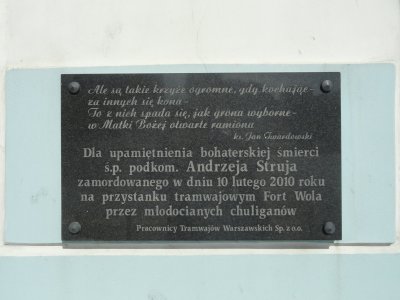 Ale są takie krzyże ogromne, gdy kochając-
za innych się kona-
To z nich spada się, jak grona wyborne-
w Matki Bożej otwarte ramiona
ks. Jan Twardowski
Dla upamiętnienia bohaterskiej śmierci
ś.p. podkom. Andrzeja Struja
zamordowanego w dniu 10 lutego 2010 roku
na przystanku tramwajowym Fort Wola
przez młodocianych chuliganów
Pracownicy Tramwajów Warszawskich Sp. z o.o.